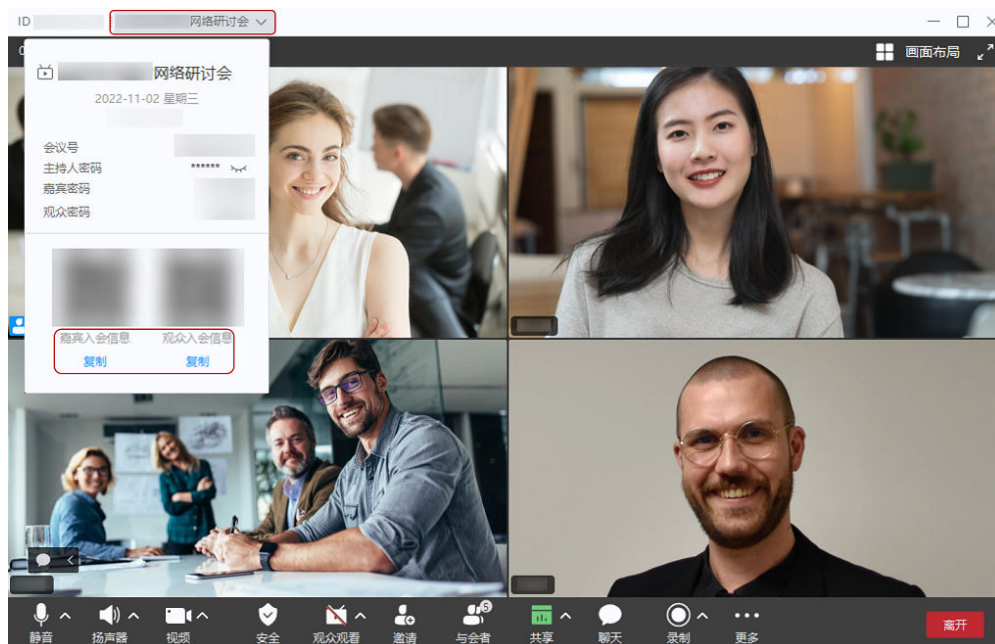 ID
网络研讨会
画面布局
网络研讨会
2022-11-02 星期三
会议号
主持人密码 ******
嘉宾密码
观众密码
嘉宾入会信息 观众入会信息
复制 复制
静音 扬声器 视频 安全 观众观看 邀请 与会者 5 共享 聊天 录制 更多 离开